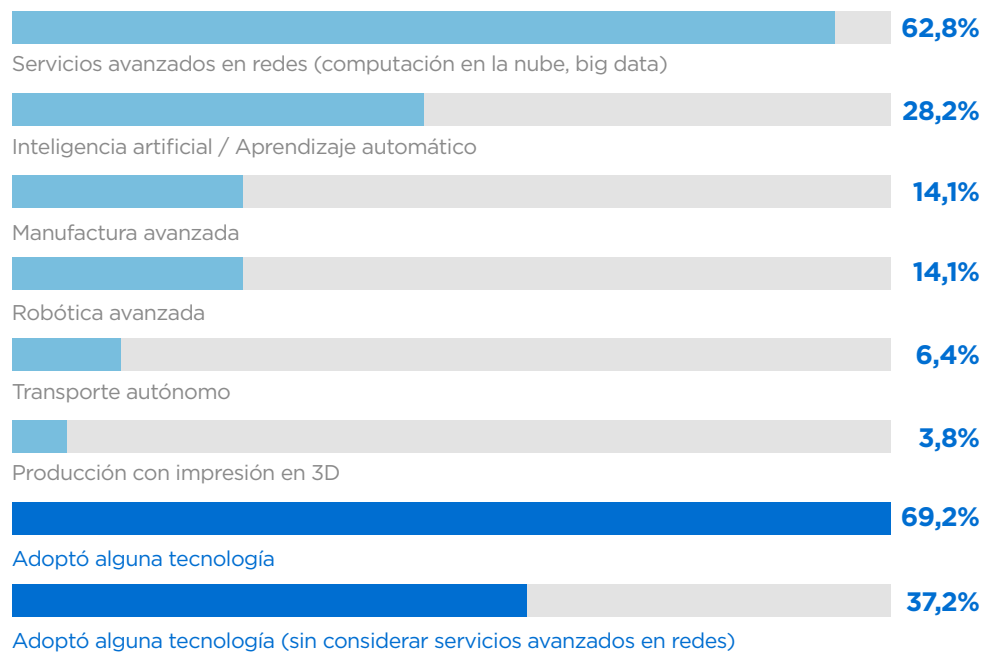 62,8%
Servicios avanzados en redes (computación en la nube, big data)
28,2%
Inteligencia artificial / Aprendizaje automático
14,1%
Manufactura avanzada
14,1%
Robótica avanzada
6,4%
Transporte autónomo
3,8%
Producción con impresión en 3D
69,2%
Adoptó alguna tecnología
37,2%
Adoptó alguna tecnología (sin considerar servicios avanzados en redes)